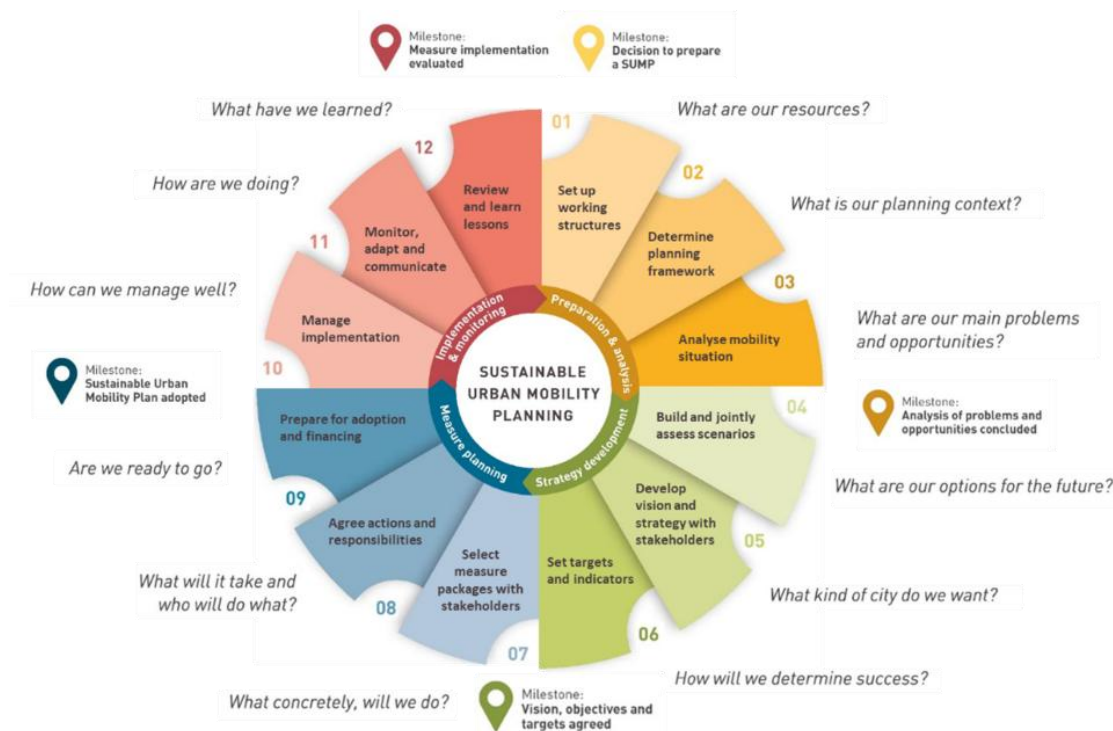 Milestone:
Measure implementation
evaluated
Milestone:
Decision to prepare
a SUMP
What have we learned?
What are our resources?
How are we doing?
What is our planning context?
How can we manage well?
What are our main problems
and opportunities?
Milestone:
Sustainable Urban
Mobility Plan adopted
Milestone:
Analysis of problems and
opportunities concluded
Are we ready to go?
What are our options for the future?
What will it take and
who will do what?
What kind of city do we want?
What concretely, will we do?
How will we determine success?
Milestone:
Vision, objectives and
targets agreed
01
Set up
working
structures
02
Determine
planning
framework
03
Analyse mobility
situation
04
Build and jointly
assess scenarios
05
Develop
vision and
strategy with
stakeholders
06
Set targets
and indicators
07
Select
measure
packages with
stakeholders
08
Agree actions and
responsibilities
09
Prepare for adoption
and financing
10
Manage
implementation
11
Monitor,
adapt and
communicate
12
Review
and learn
lessons
Preparation & analysis
Strategy development
Measure planning
Implementation
& monitoring
SUSTAINABLE
URBAN MOBILITY
PLANNING